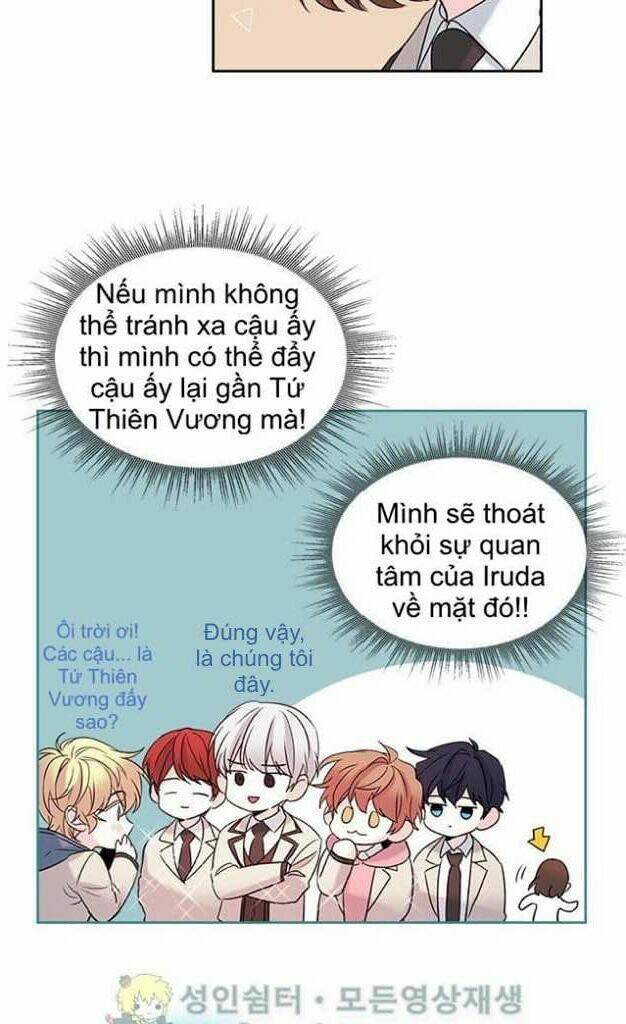 Nếu mình không
thể tránh xa cậu ấy
thì mình có thể đẩy
cậu ấy lại gần Tứ
Thiên Vương mà!
Mình sẽ thoát
khỏi sự quan
tâm của Iruda
về mặt đó!!
Ôi trời ơi!
Các cậu... là
Tứ Thiên
Vương đấy
sao?
Đúng vậy,
là chúng tôi
đây.
성인쉼터 • 모든영상재생